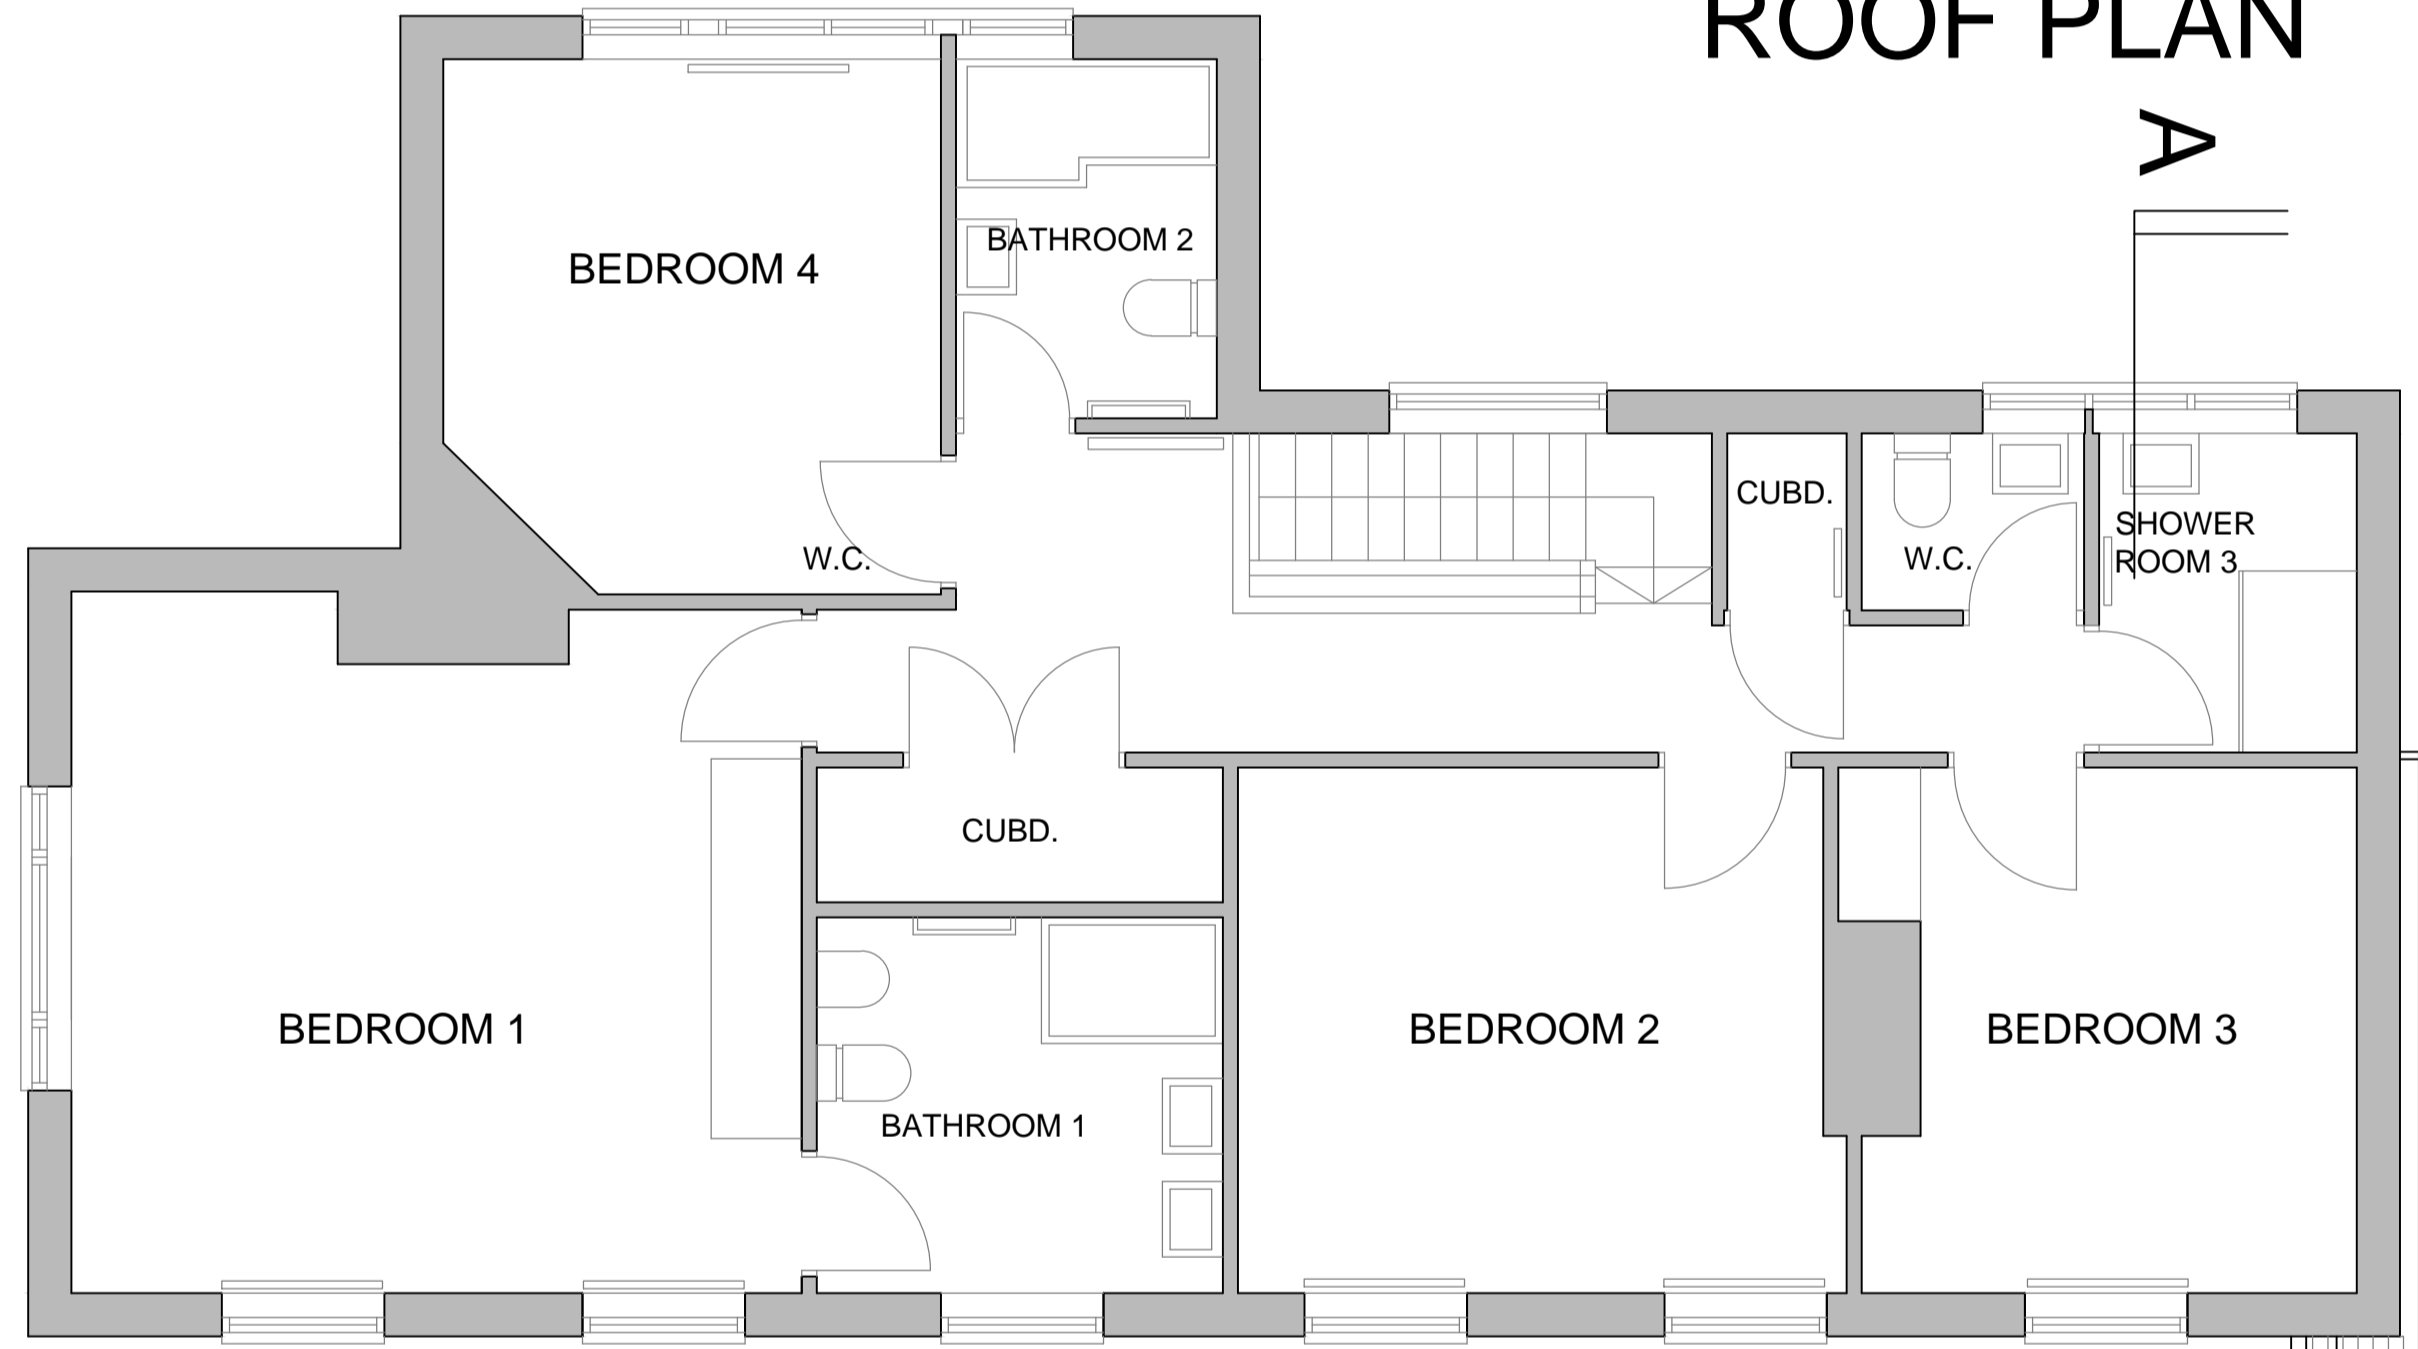 ROOF PLAN
A
BATHROOM 2
BEDROOM 4
CUBD.
SHOWER
ROOM 3
W.C.
W.C.
CUBD.
BEDROOM 1
BEDROOM 2
BEDROOM 3
BATHROOM 1